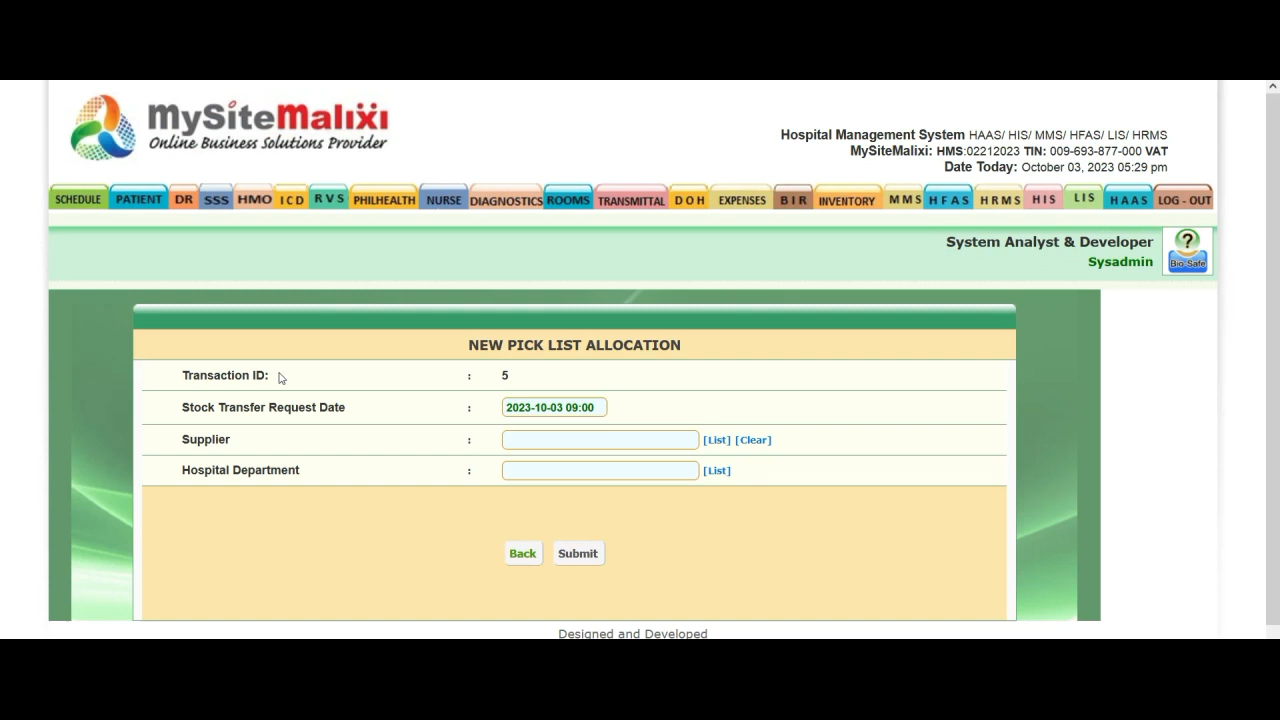 MySiteMalixi
Online Business Solutions Provider
Hospital Management System HAAS/ HIS/ MMS/ HFAS/ LIS/ HRMS
MySiteMalixi: HMS:02212023 TIN: 009-693-877-000 VAT
Date Today: October 03, 2023 05:29 pm
SCHEDULE PATIENT DR SSS HMO ICD RVS PHILHEALTH NURSE DIAGNOSTICS ROOMS TRANSMITTAL DOH EXPENSES BIR INVENTORY MMS HFAS HRMS HIS LIS HAAS LOG-OUT
System Analyst & Developer
Sysadmin
?
Bio-Safe
NEW PICK LIST ALLOCATION
Transaction ID: : 5
Stock Transfer Request Date : 2023-10-03 09:00
Supplier : [List] [Clear]
Hospital Department : [List]
Back Submit
Designed and Developed